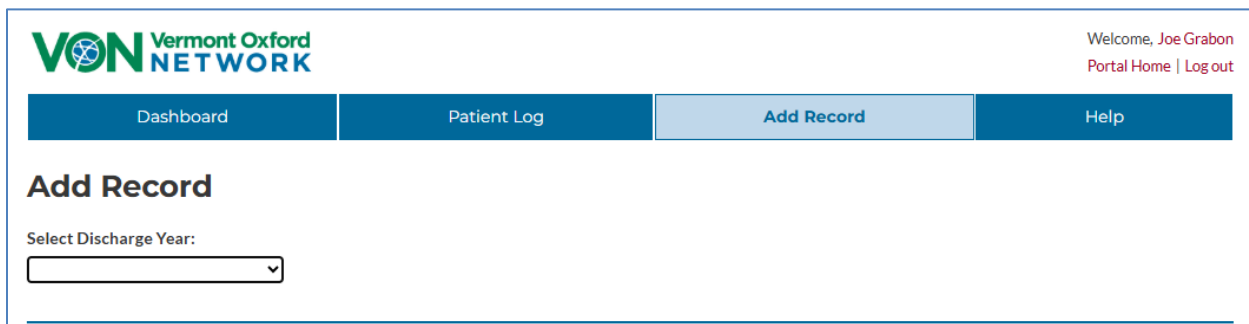 VON Vermont Oxford NETWORK
Welcome, Joe Grabon
Portal Home | Log out
Dashboard Patient Log Add Record Help
Add Record
Select Discharge Year: